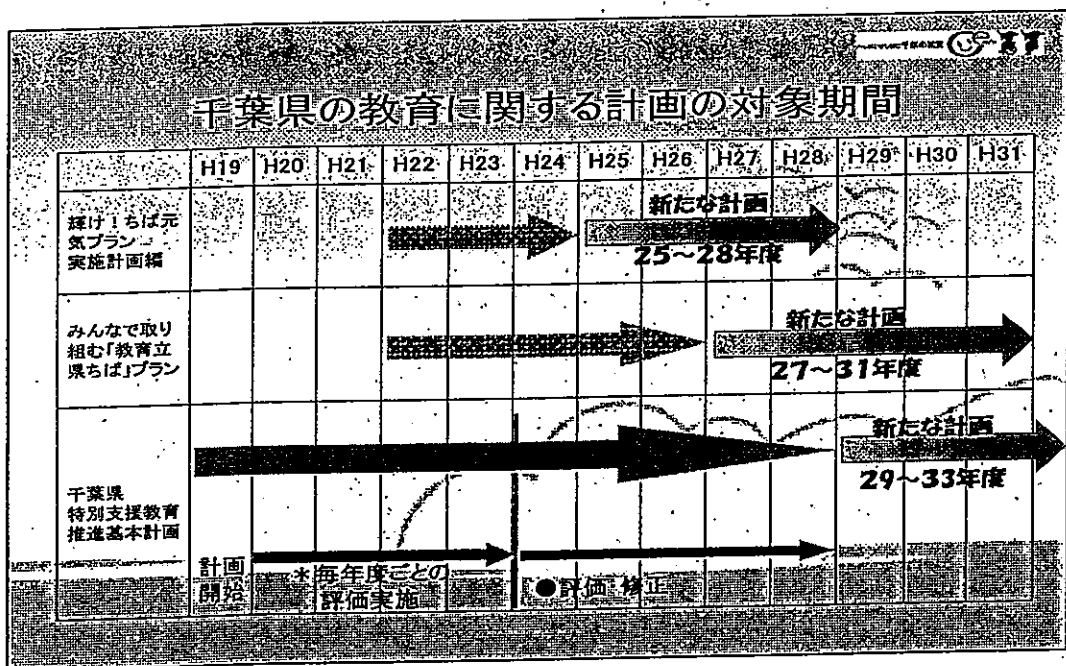 千葉県の教育に関する計画の対象期間
H19 H20 H21 H22 H23 H24 H25 H26 H27 H28 H29 H30 H31
輝け!ちば元
気プラン
実施計画編
新たな計画
25～28年度
みんなで取り
組む「教育立
県ちば」プラン
新たな計画
27～31年度
千葉県
特別支援教育
推進基本計画
新たな計画
29～33年度
計画
開始
*毎年度ごとの
評価実施
●評価・修正